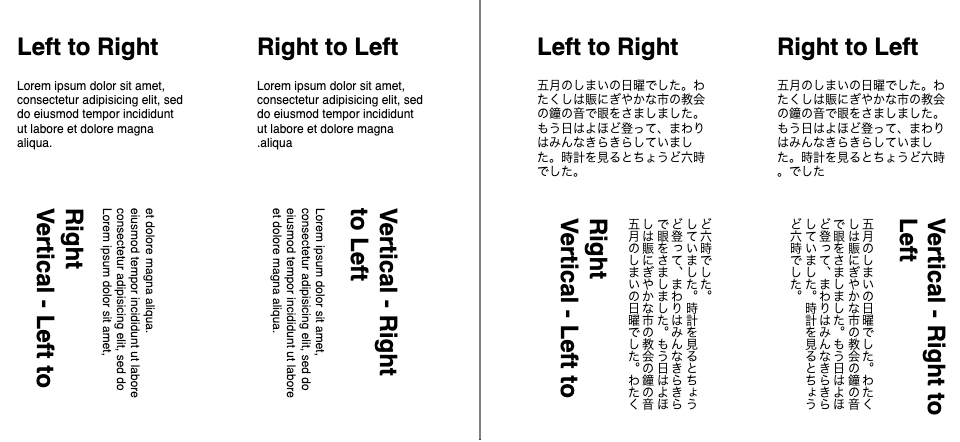 Left to Right
Lorem ipsum dolor sit amet,
consectetur adipisicing elit, sed
do eiusmod tempor incididunt
ut labore et dolore magna
aliqua.
Right to Left
Lorem ipsum dolor sit amet,
consectetur adipisicing elit, sed
do eiusmod tempor incididunt
ut labore et dolore magna
.aliqua
Vertical - Left to
Right
Lorem ipsum dolor sit amet,
consectetur adipisicing elit, sed do
eiusmod tempor incididunt ut labore
et dolore magna aliqua.
Vertical - Right
to Left
Lorem ipsum dolor sit amet,
consectetur adipisicing elit, sed do
eiusmod tempor incididunt ut labore
et dolore magna aliqua.
Left to Right
五月のしまいの日曜でした。わ
たくしは賑にぎやかな市の教会
の鐘の音で眼をさましました。
もう日はよほど登って、まわり
はみんなきらきらしていまし
た。時計を見るとちょうど六時
でした。
Right to Left
五月のしまいの日曜でした。わ
たくしは賑にぎやかな市の教会
の鐘の音で眼をさましました。
もう日はよほど登って、まわり
はみんなきらきらしていまし
た。時計を見るとちょうど六時
。でした
Vertical - Left to
Right
五月のしまいの日曜でした。わたく
しは賑にぎやかな市の教会の鐘の音
で眼をさましました。もう日はよほ
ど登って、まわりはみんなきらきら
していました。時計を見るとちょう
ど六時でした。
Vertical - Right to
Left
五月のしまいの日曜でした。わたく
しは賑にぎやかな市の教会の鐘の音
で眼をさましました。もう日はよほ
ど登って、まわりはみんなきらきら
していました。時計を見るとちょう
ど六時でした。